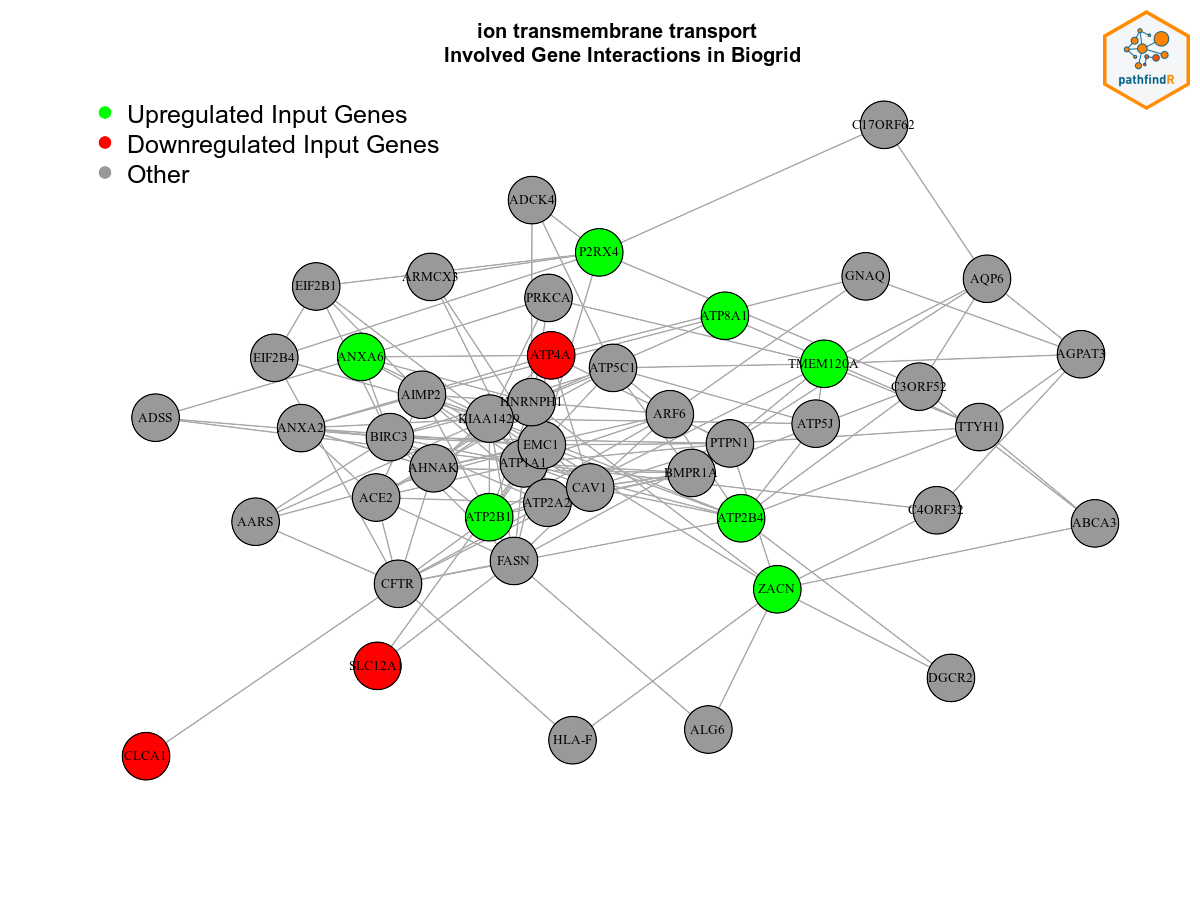 ion transmembrane transport
Involved Gene Interactions in Biogrid
pathfindR
Upregulated Input Genes
Downregulated Input Genes
Other
C17ORF62
ADCK4
P2RX4
GNAQ
AQP6
EIF2B1
ARMCX3
PRKCA
ATP8A1
EIF2B4
ANXA6
ATP4A
ATP5C1
TMEM120A
AGPAT3
C3ORF52
AIMP2
HNRNPH1
ADSS
ANXA2
KIAA1429
ARF6
ATP5J
TTYH1
BIRC3
EMC1
PTPN1
AHNAK
ATP1A1
BMPR1A
ACE2
ATP2A2
CAV1
AARS
ATP2B1
ATP2B4
C4ORF32
ABCA3
FASN
CFTR
ZACN
SLC12A1
DGCR2
HLA-F
ALG6
CLCA1